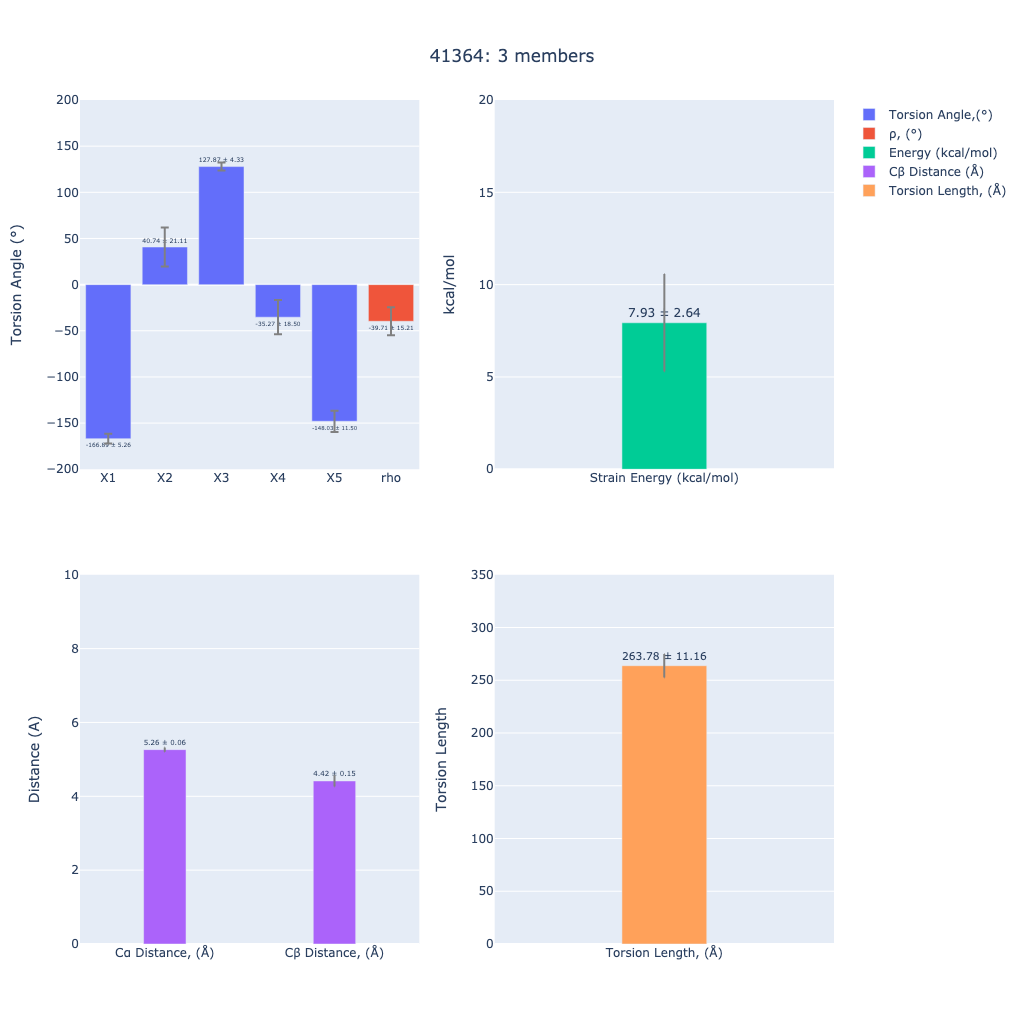 41364: 3 members
Torsion Angle (°)
200
150
100
50
0
−50
−100
−150
−200
127.87 ± 4.33
40.74 ± 21.11
-35.27 ± 18.50
-39.71 ± 15.21
-148.03 ± 11.50
± 5.26
X1 X2 X3 X4 X5 rho
kcal/mol
20
15
10
5
0
7.93 ± 2.64
Strain Energy (kcal/mol)
Torsion Angle,(°)
ρ, (°)
Energy (kcal/mol)
Cβ Distance (Å)
Torsion Length, (Å)
Distance (A)
10
8
6
4
2
0
5.26 ± 0.06
4.42 ± 0.15
Cα Distance, (Å) Cβ Distance, (Å)
Torsion Length
350
300
250
200
150
100
50
0
263.78 ± 11.16
Torsion Length, (Å)